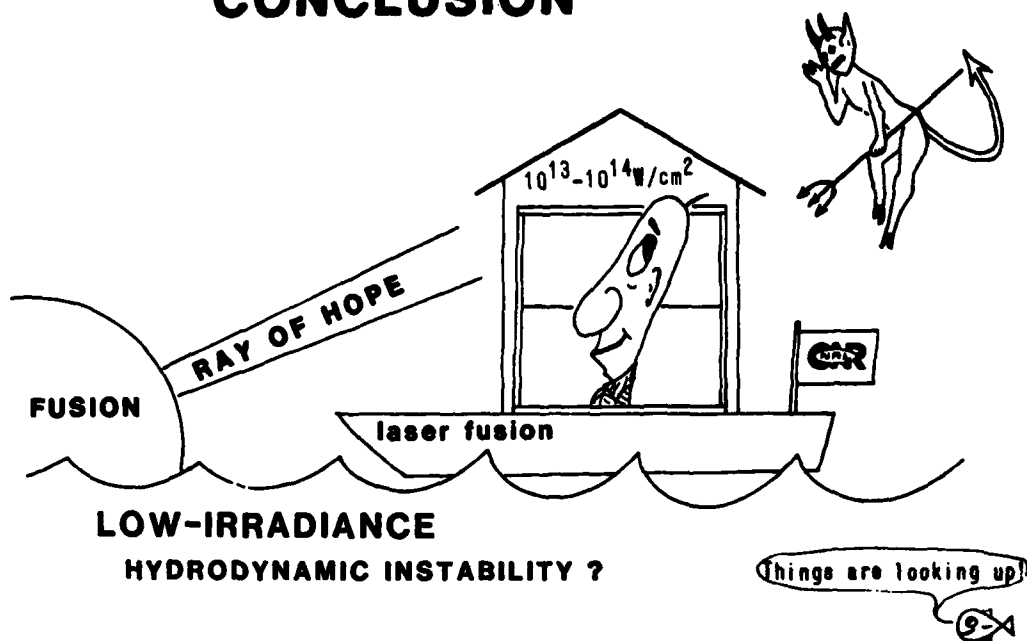 CONCLUSION
10¹³-10¹⁴W/cm²
RAY OF HOPE
FUSION
laser fusion
LOW-IRRADIANCE
HYDRODYNAMIC INSTABILITY ?
Things are looking up!